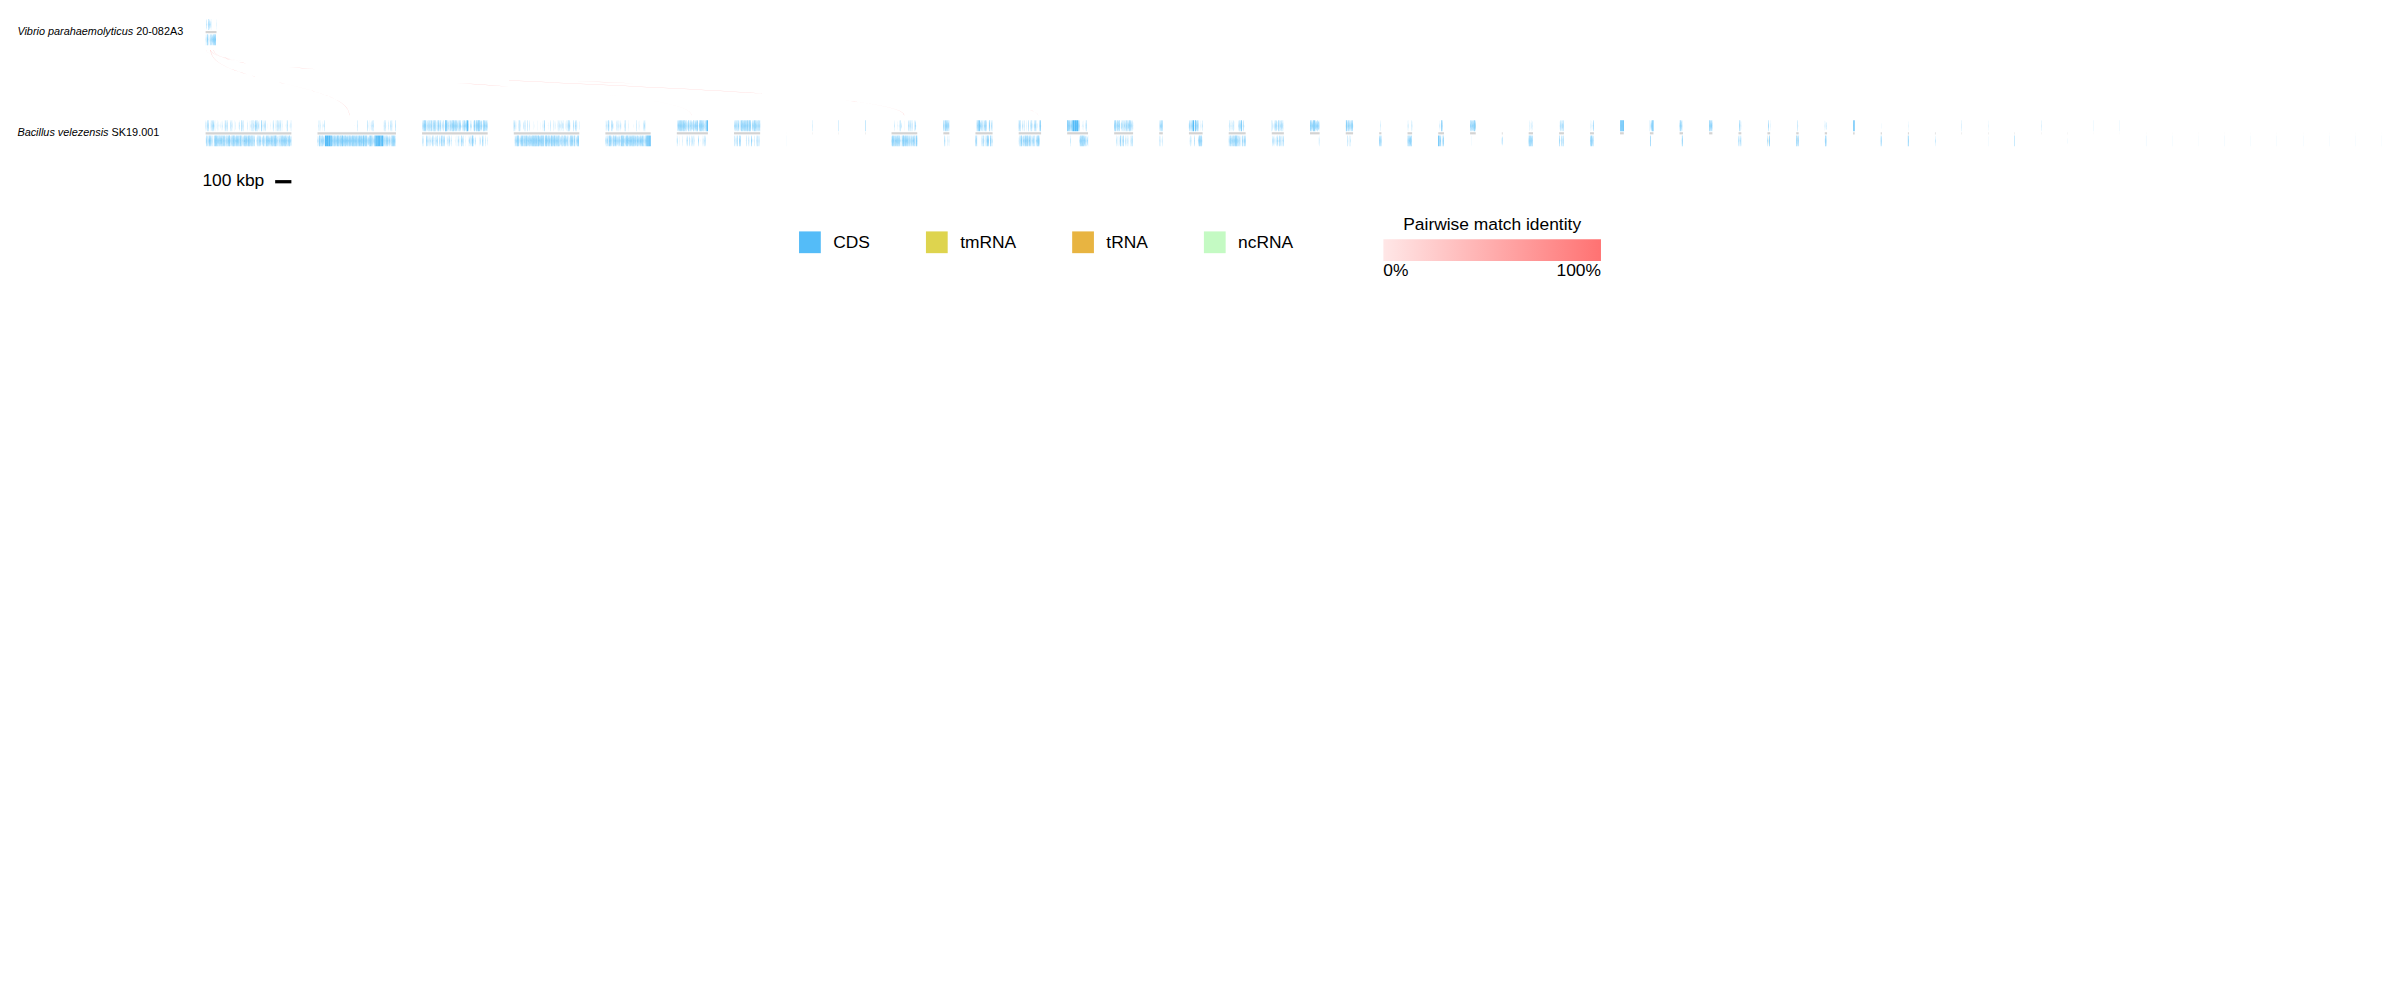 Vibrio parahaemolyticus 20-082A3
Bacillus velezensis SK19.001
100 kbp
CDS
tmRNA
tRNA
ncRNA
Pairwise match identity
0%
100%